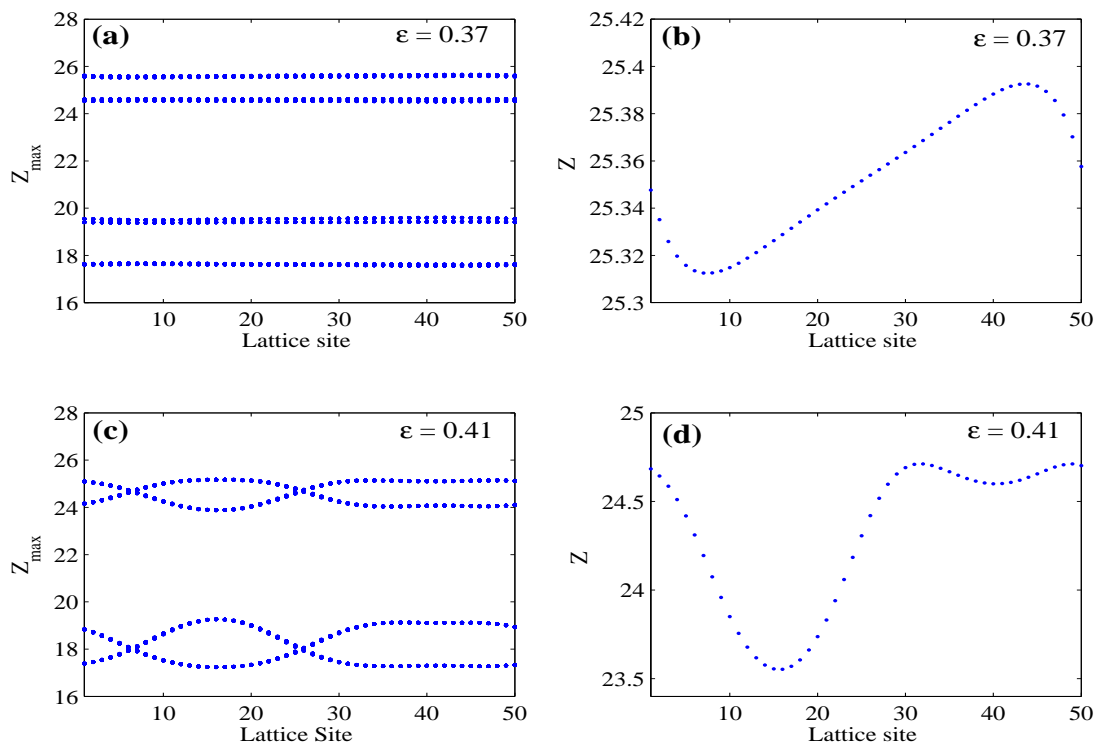 (a)
ε = 0.37
28
26
24
22
20
18
16
Z_max
10
20
30
40
50
Lattice site
(b)
ε = 0.37
25.42
25.4
25.38
25.36
25.34
25.32
25.3
Z
10
20
30
40
50
Lattice site
(c)
ε = 0.41
28
26
24
22
20
18
16
Z_max
10
20
30
40
50
Lattice Site
(d)
ε = 0.41
25
24.5
24
23.5
Z
10
20
30
40
50
Lattice site